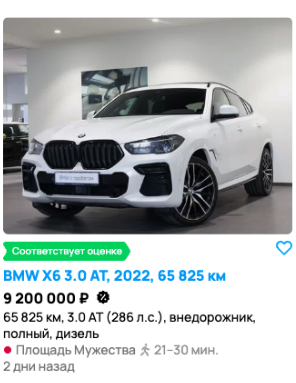 Соответствует оценке
BMW X6 3.0 AT, 2022, 65 825 км
9 200 000 ₽
65 825 км, 3.0 AT (286 л.с.), внедорожник,
полный, дизель
Площадь Мужества 21–30 мин.
2 дня назад